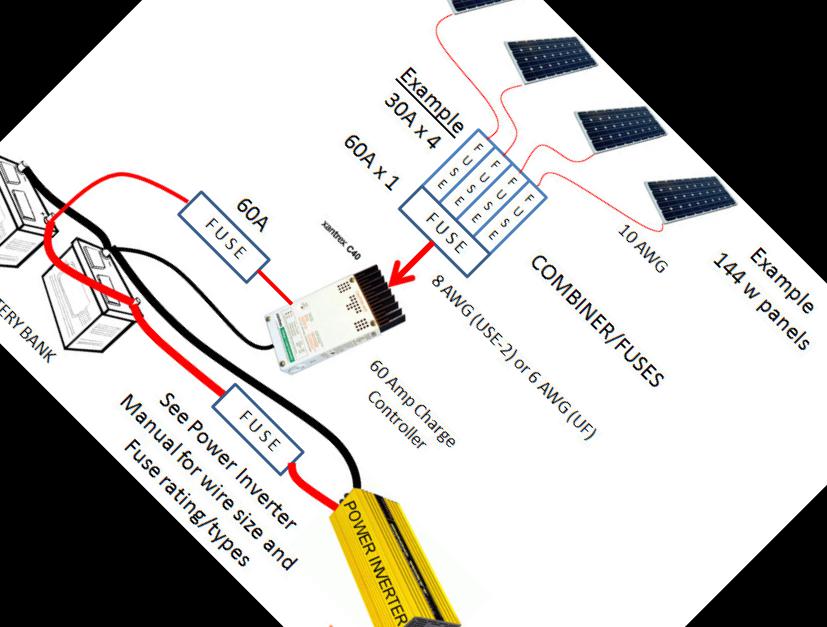 Example
144 w panels
10 AWG
Example
30A x 4
60A x 1
FUSE
FUSE
FUSE
FUSE
FUSE
COMBINER/FUSES
8 AWG (USE-2) or 6 AWG (UF)
xantrex C40
60A
FUSE
60 Amp Charge
Controller
TERY BANK
FUSE
See Power Inverter
Manual for wire size and
Fuse rating/types
POWER INVERTER